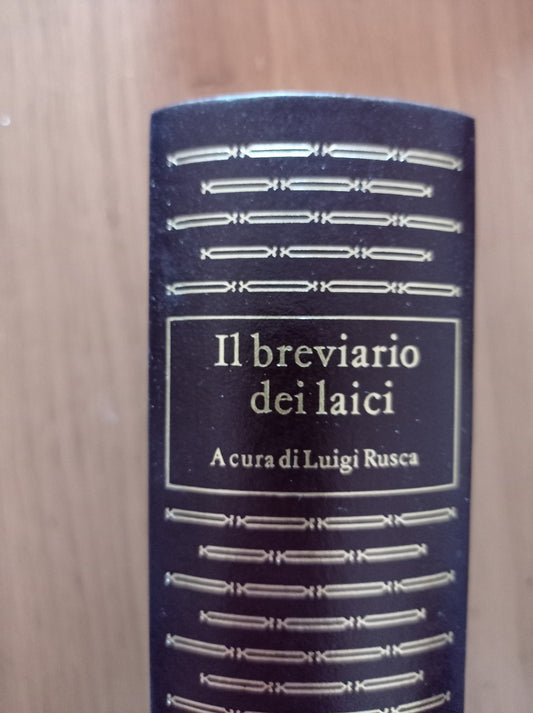 Il breviario
dei laici
A cura di Luigi Rusca